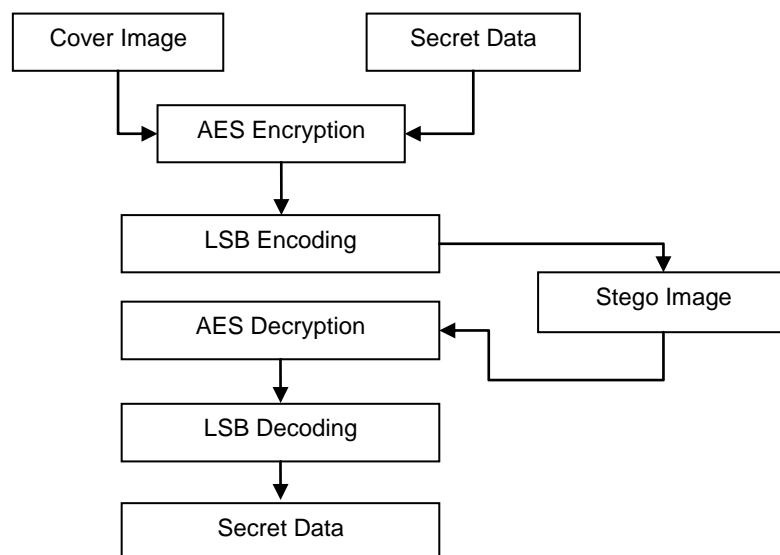 Cover Image
Secret Data
AES Encryption
LSB Encoding
Stego Image
AES Decryption
LSB Decoding
Secret Data